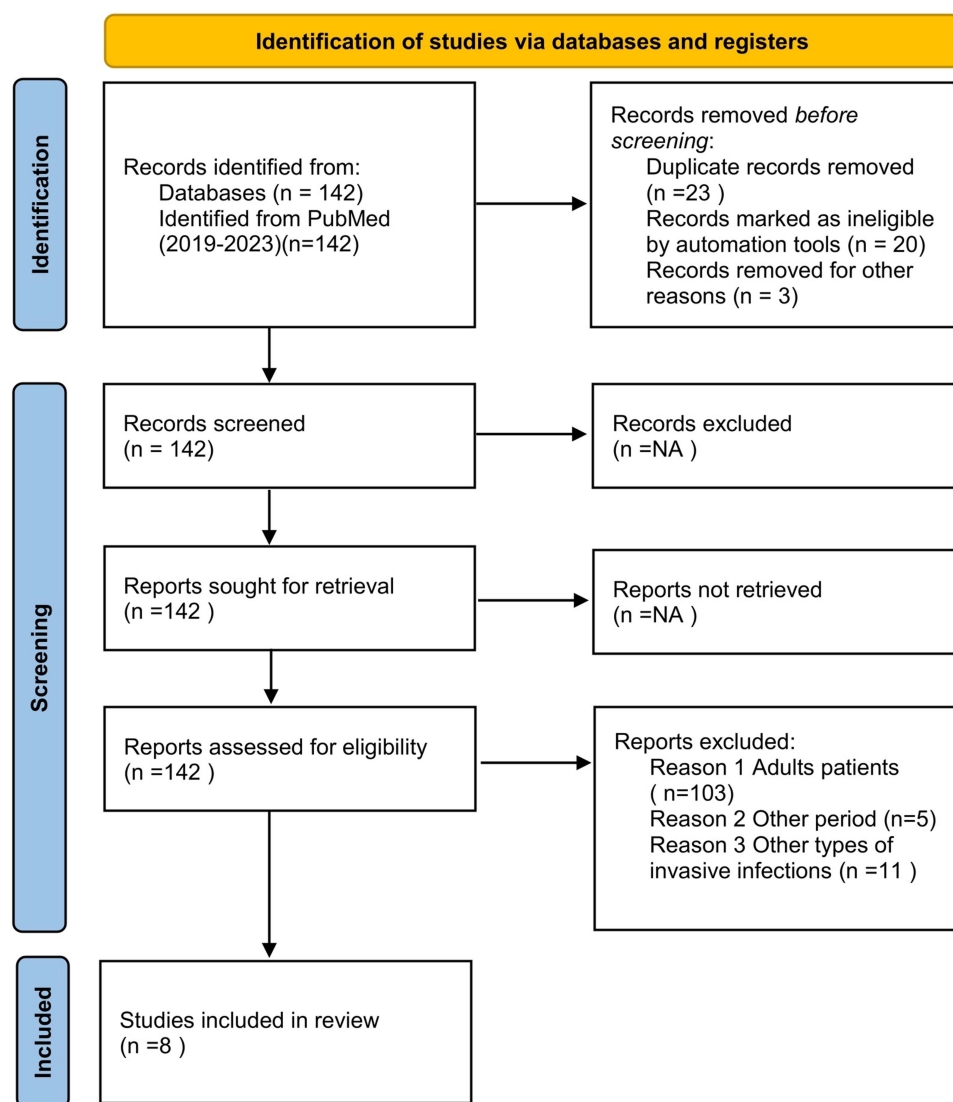 Identification of studies via databases and registers
Identification
Records identified from:
Databases (n = 142)
Identified from PubMed
(2019-2023)(n=142)
Records removed before
screening:
Duplicate records removed
(n =23 )
Records marked as ineligible
by automation tools (n = 20)
Records removed for other
reasons (n = 3)
Screening
Records screened
(n = 142)
Records excluded
(n =NA )
Reports sought for retrieval
(n =142 )
Reports not retrieved
(n =NA )
Reports assessed for eligibility
(n =142 )
Reports excluded:
Reason 1 Adults patients
( n=103)
Reason 2 Other period (n=5)
Reason 3 Other types of
invasive infections (n =11 )
Included
Studies included in review
(n =8 )